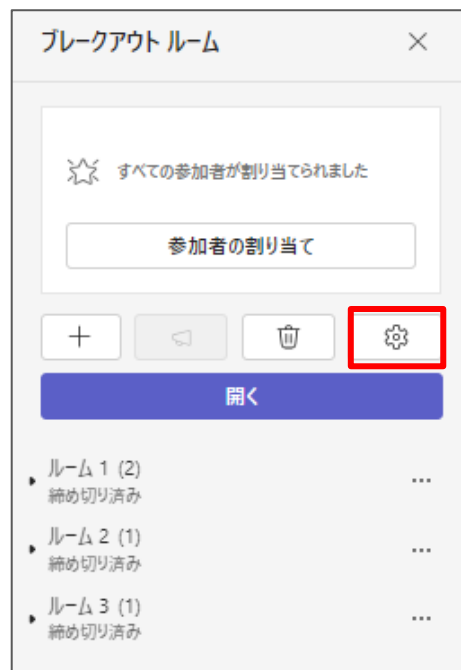 ブレークアウト ルーム
すべての参加者が割り当てられました
参加者の割り当て
開く
ルーム 1 (2)
締め切り済み
ルーム 2 (1)
締め切り済み
ルーム 3 (1)
締め切り済み